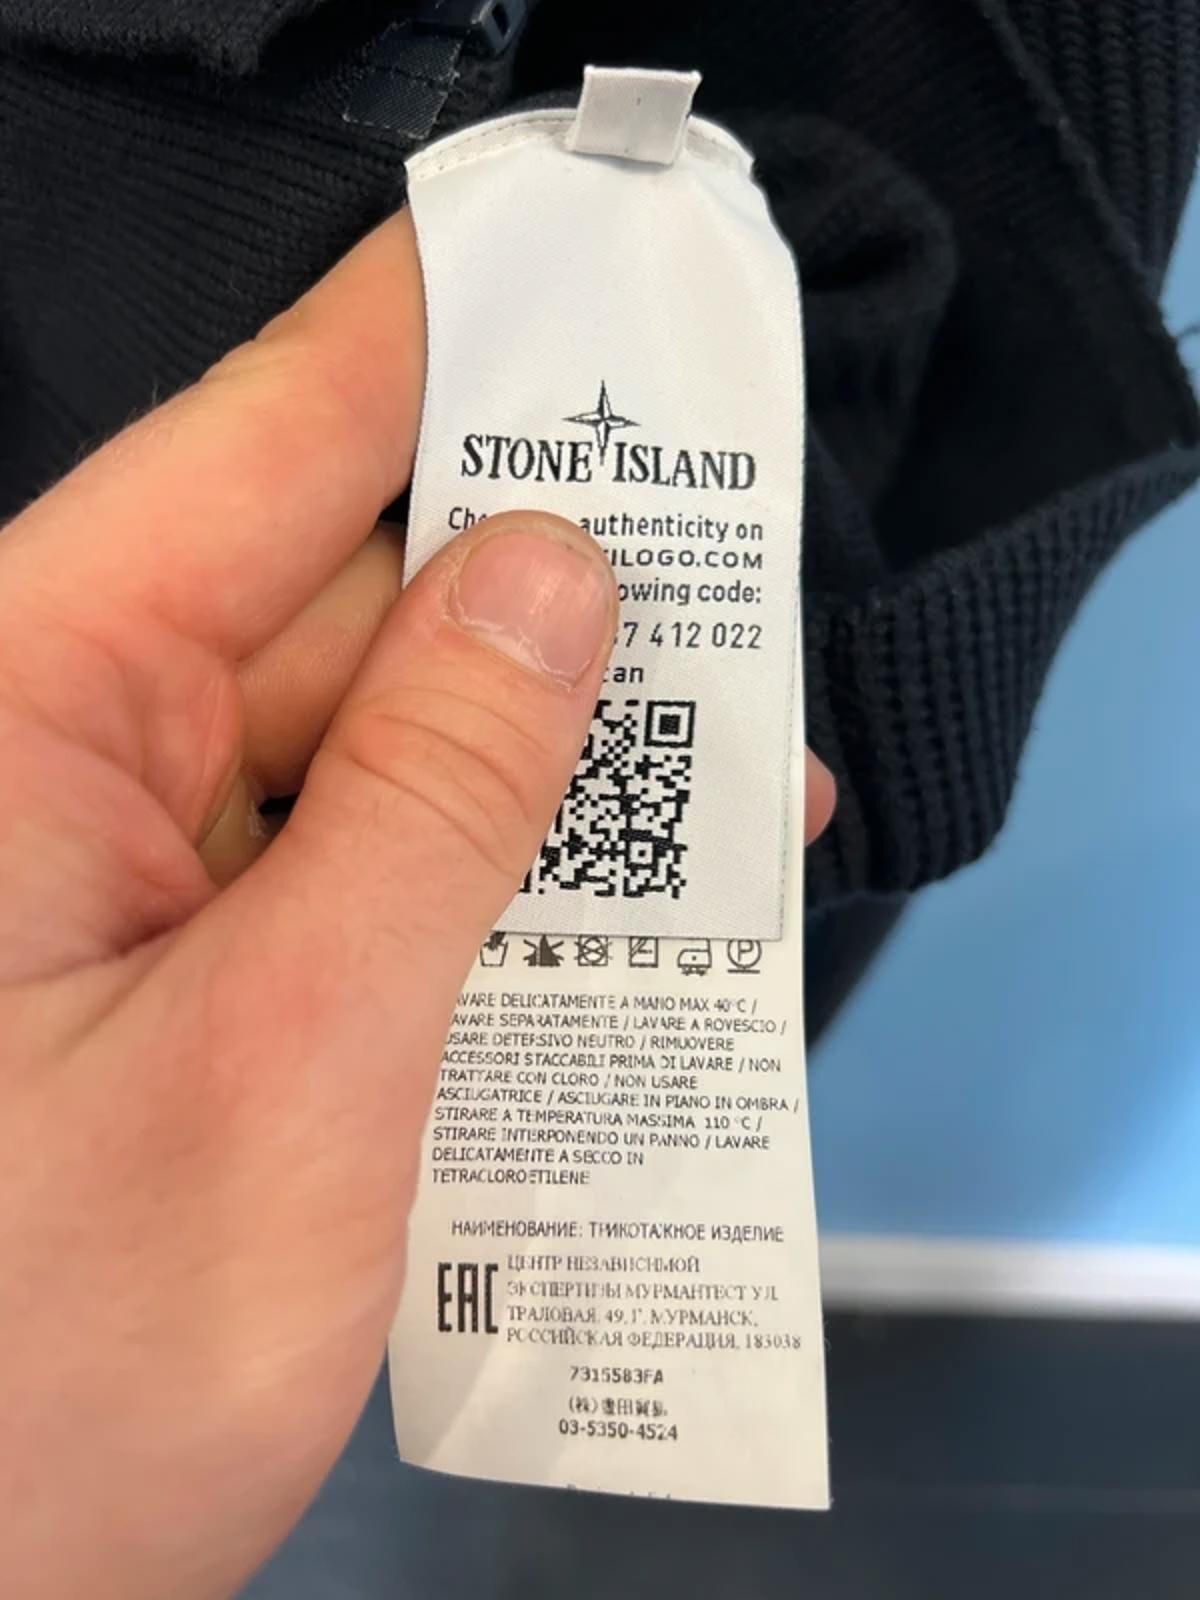 STONE ISLAND
authenticity on
ILOGO.COM
owing code:
7 412 022
can
LAVARE DELICATAMENTE A MANO MAX 40°C /
LAVARE SEPARATAMENTE / LAVARE A ROVESCIO /
USARE DETERSIVO NEUTRO / RIMUOVERE
ACCESSORI STACCABILI PRIMA DI LAVARE / NON
TRATTARE CON CLORO / NON USARE
ASCIUGATRICE / ASCIUGARE IN PIANO IN OMBRA /
STIRARE A TEMPERATURA MASSIMA 110 °C /
STIRARE INTERPONENDO UN PANNO / LAVARE
DELICATAMENTE A SECCO IN
TETRACLOROETILENE
НАИМЕНОВАНИЕ: ТРИКОТАЖНОЕ ИЗДЕЛИЕ
EAC
ЦЕНТР НЕЗАВИСИМОЙ
ЭКСПЕРТИЗЫ МУРМАНТЕСТ УЛ.
ТРАЛОВАЯ, 49, Г. МУРМАНСК,
РОССИЙСКАЯ ФЕДЕРАЦИЯ, 183038
7315583FA
03-5350-4524